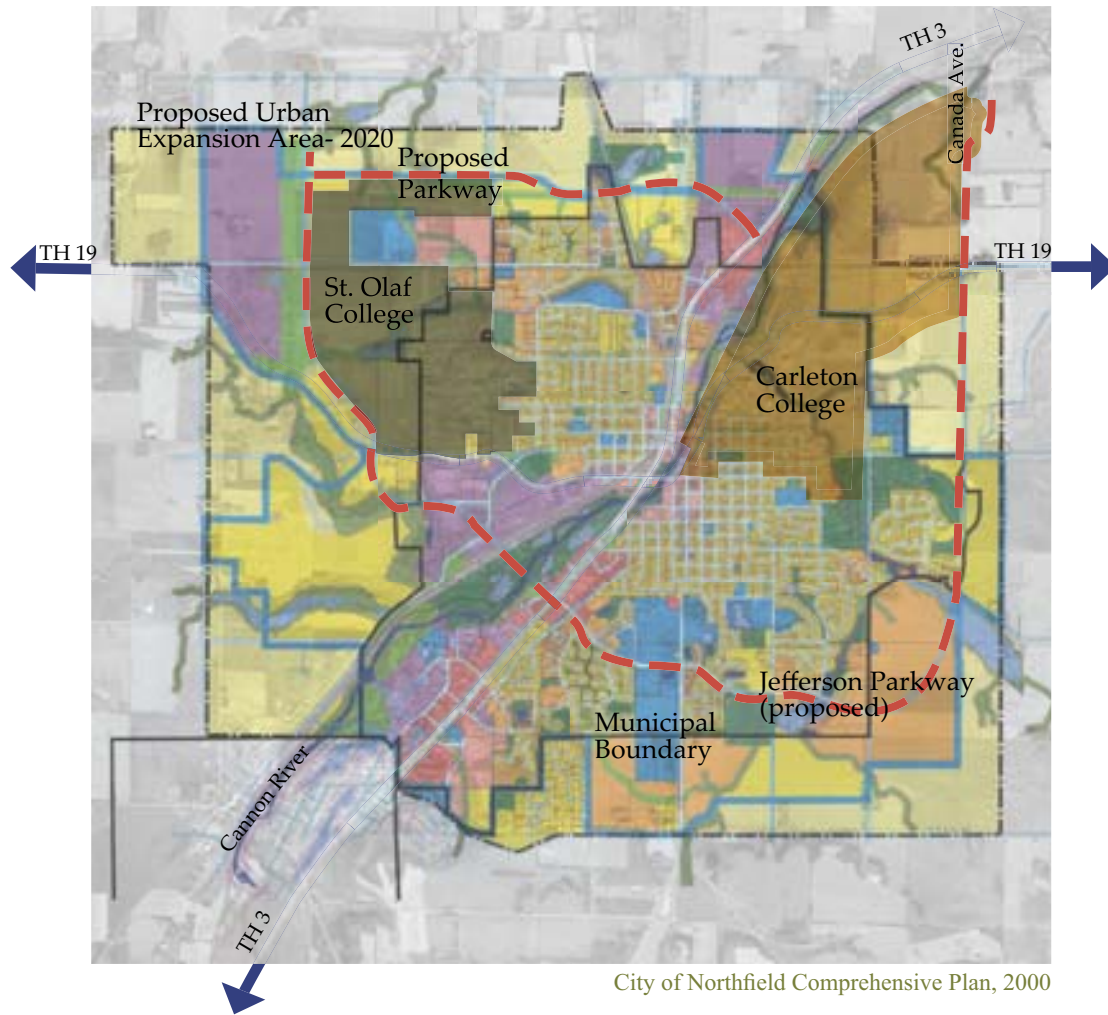 TH 3
Canada Ave.
Proposed Urban
Expansion Area- 2020
Proposed
Parkway
TH 19
TH 19
St. Olaf
College
Carleton
College
Jefferson Parkway
(proposed)
Municipal
Boundary
Cannon River
TH 3
City of Northfield Comprehensive Plan, 2000